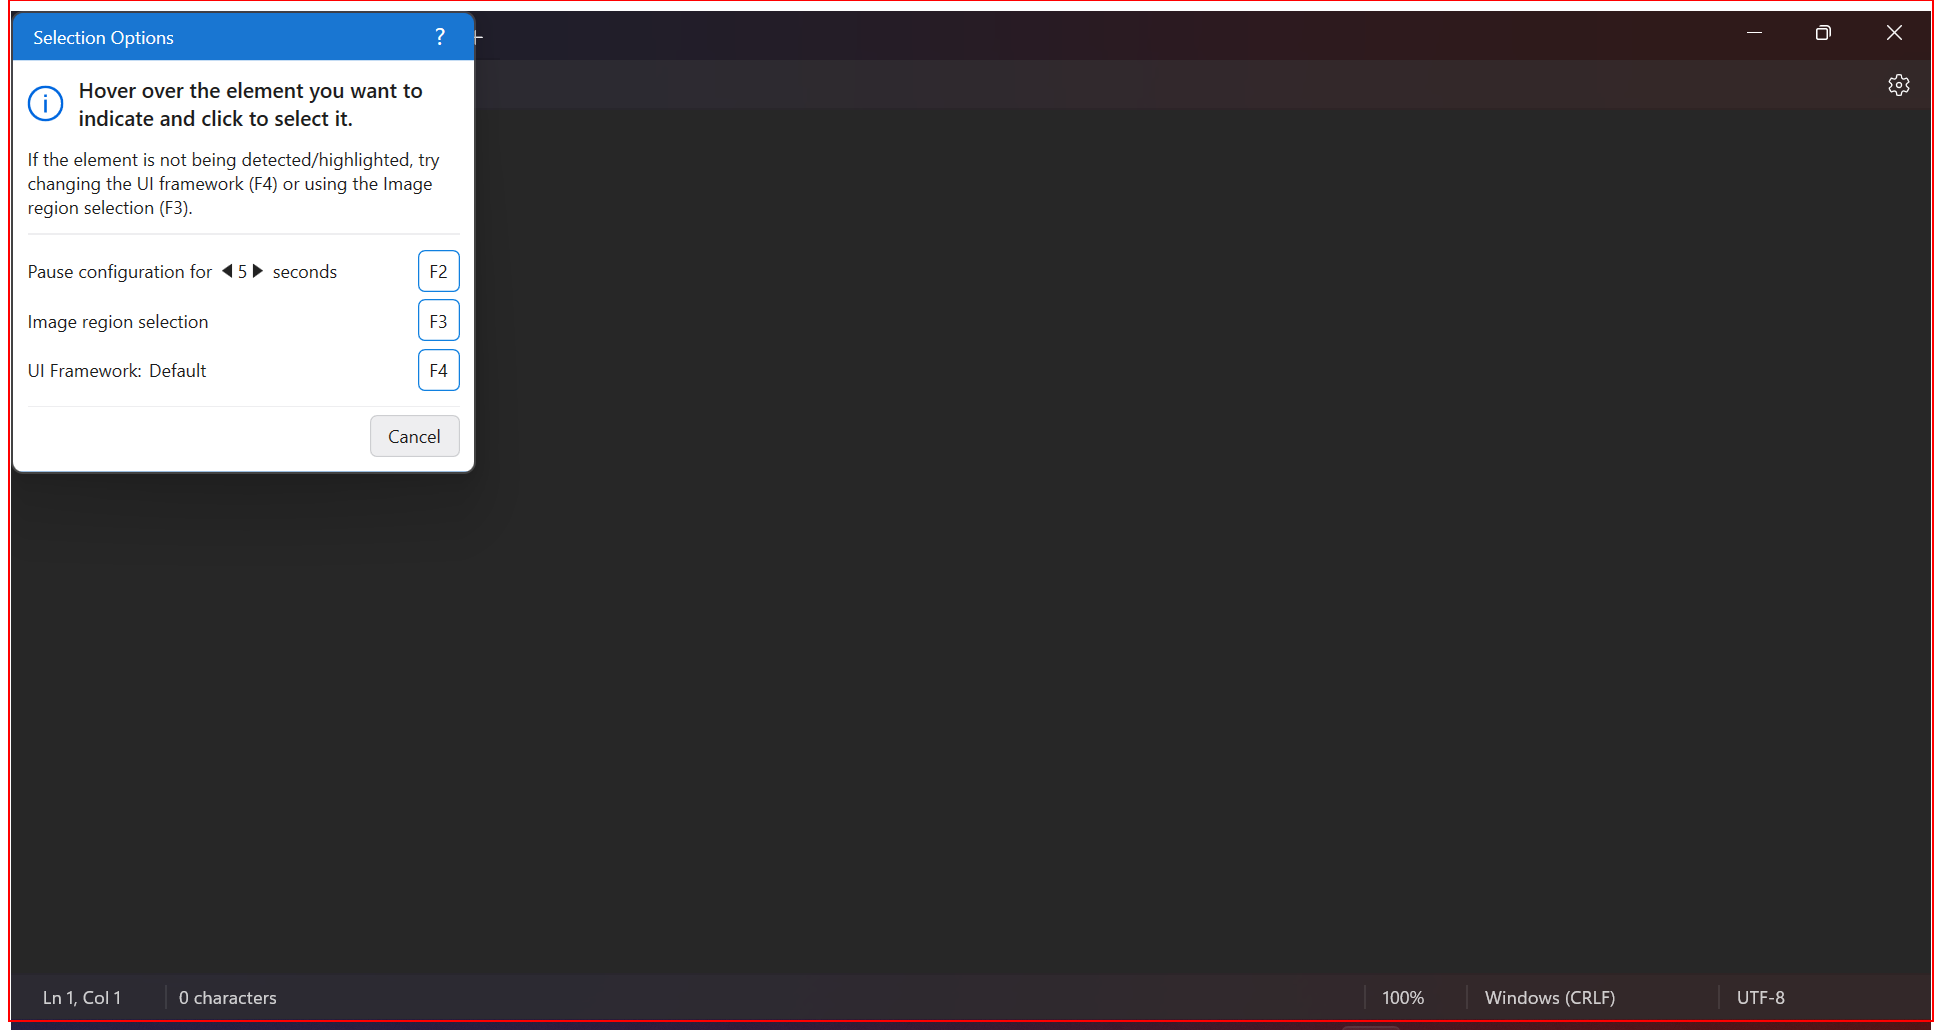 Selection Options ?
Hover over the element you want to
indicate and click to select it.
If the element is not being detected/highlighted, try
changing the UI framework (F4) or using the Image
region selection (F3).
Pause configuration for ◀5▶ seconds F2
Image region selection F3
UI Framework: Default F4
Cancel
Ln 1, Col 1 0 characters 100% Windows (CRLF) UTF-8